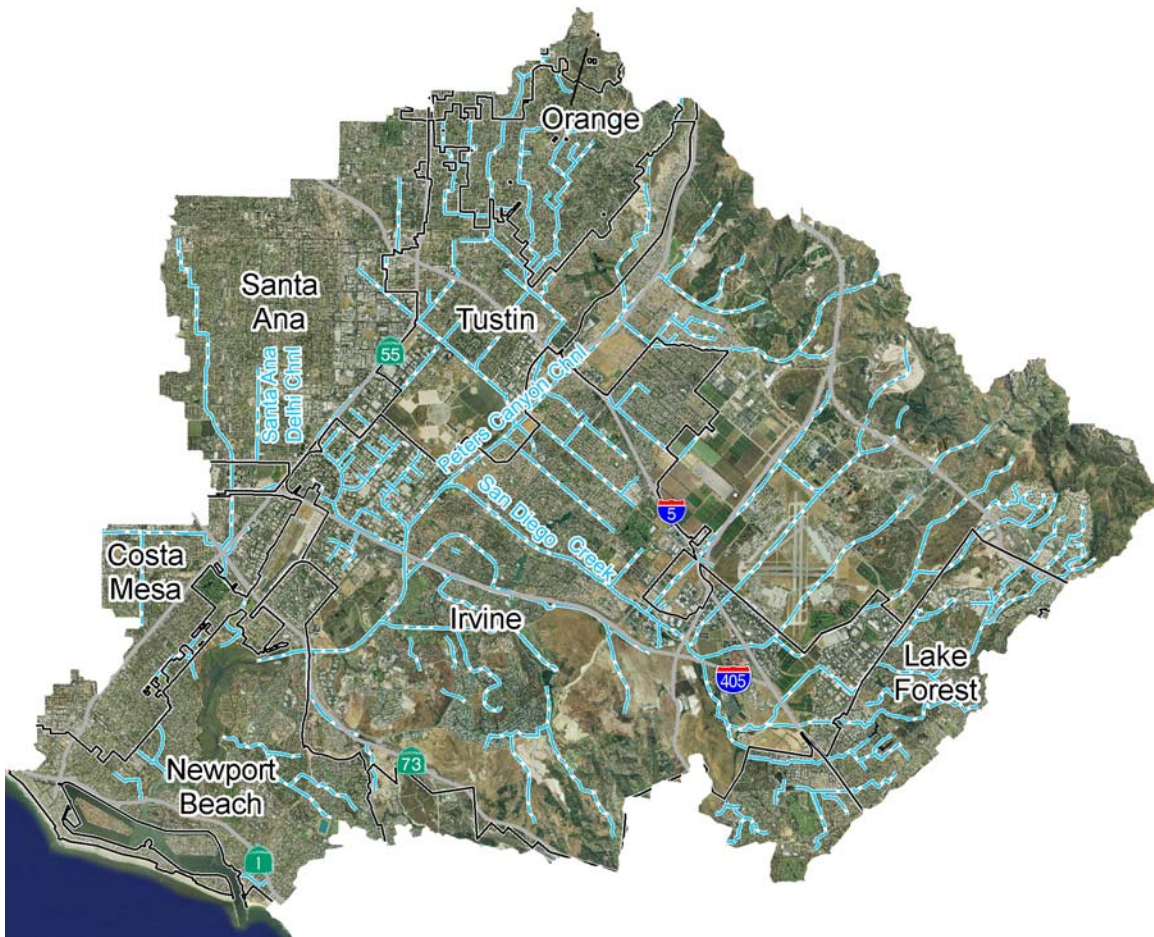 Orange
Santa
Ana
Tustin
55
Santa Ana
Delhi Chnl
Peters Canyon Chnl
San Diego Creek
5
Costa
Mesa
Irvine
Lake
Forest
405
73
Newport
Beach
1